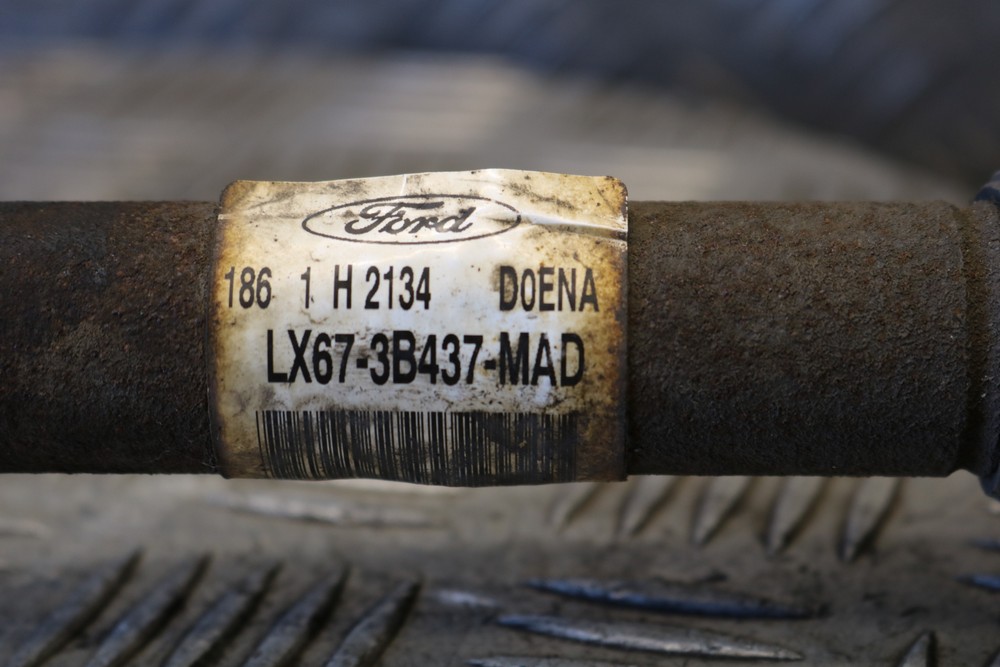 Ford
186 1 H 2134 D0ENA
LX67-3B437-MAD